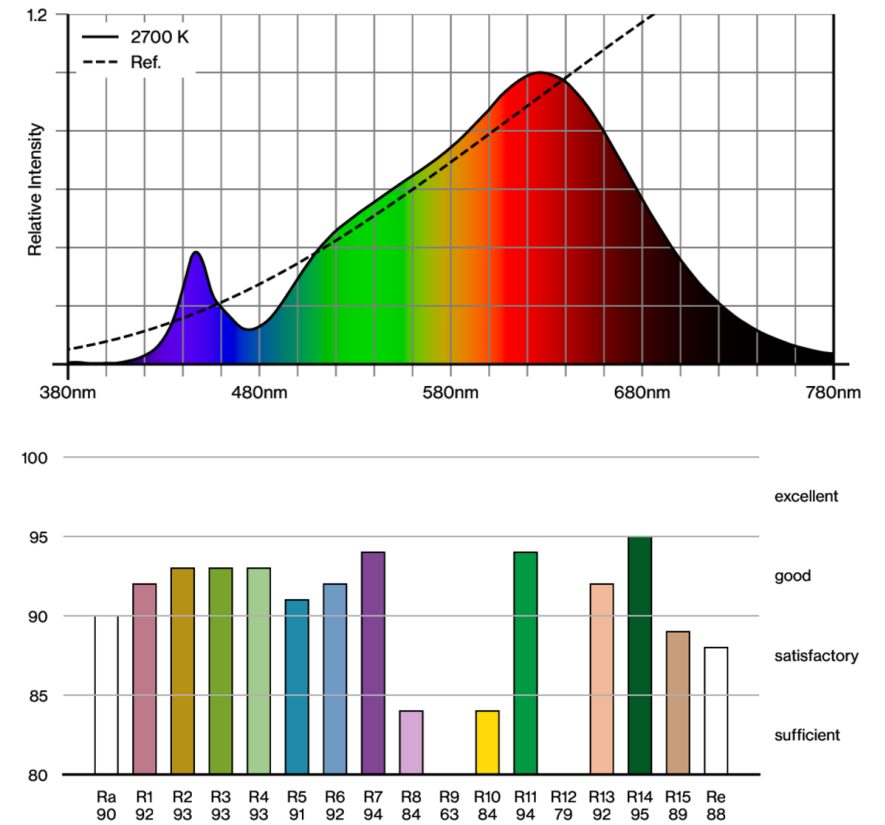 1.2
2700 K
Ref.
Relative Intensity
380nm 480nm 580nm 680nm 780nm
100
excellent
95
good
90
satisfactory
85
sufficient
80
Ra R1 R2 R3 R4 R5 R6 R7 R8 R9 R10 R11 R12 R13 R14 R15 Re
90 92 93 93 93 91 92 94 84 63 84 94 79 92 95 89 88